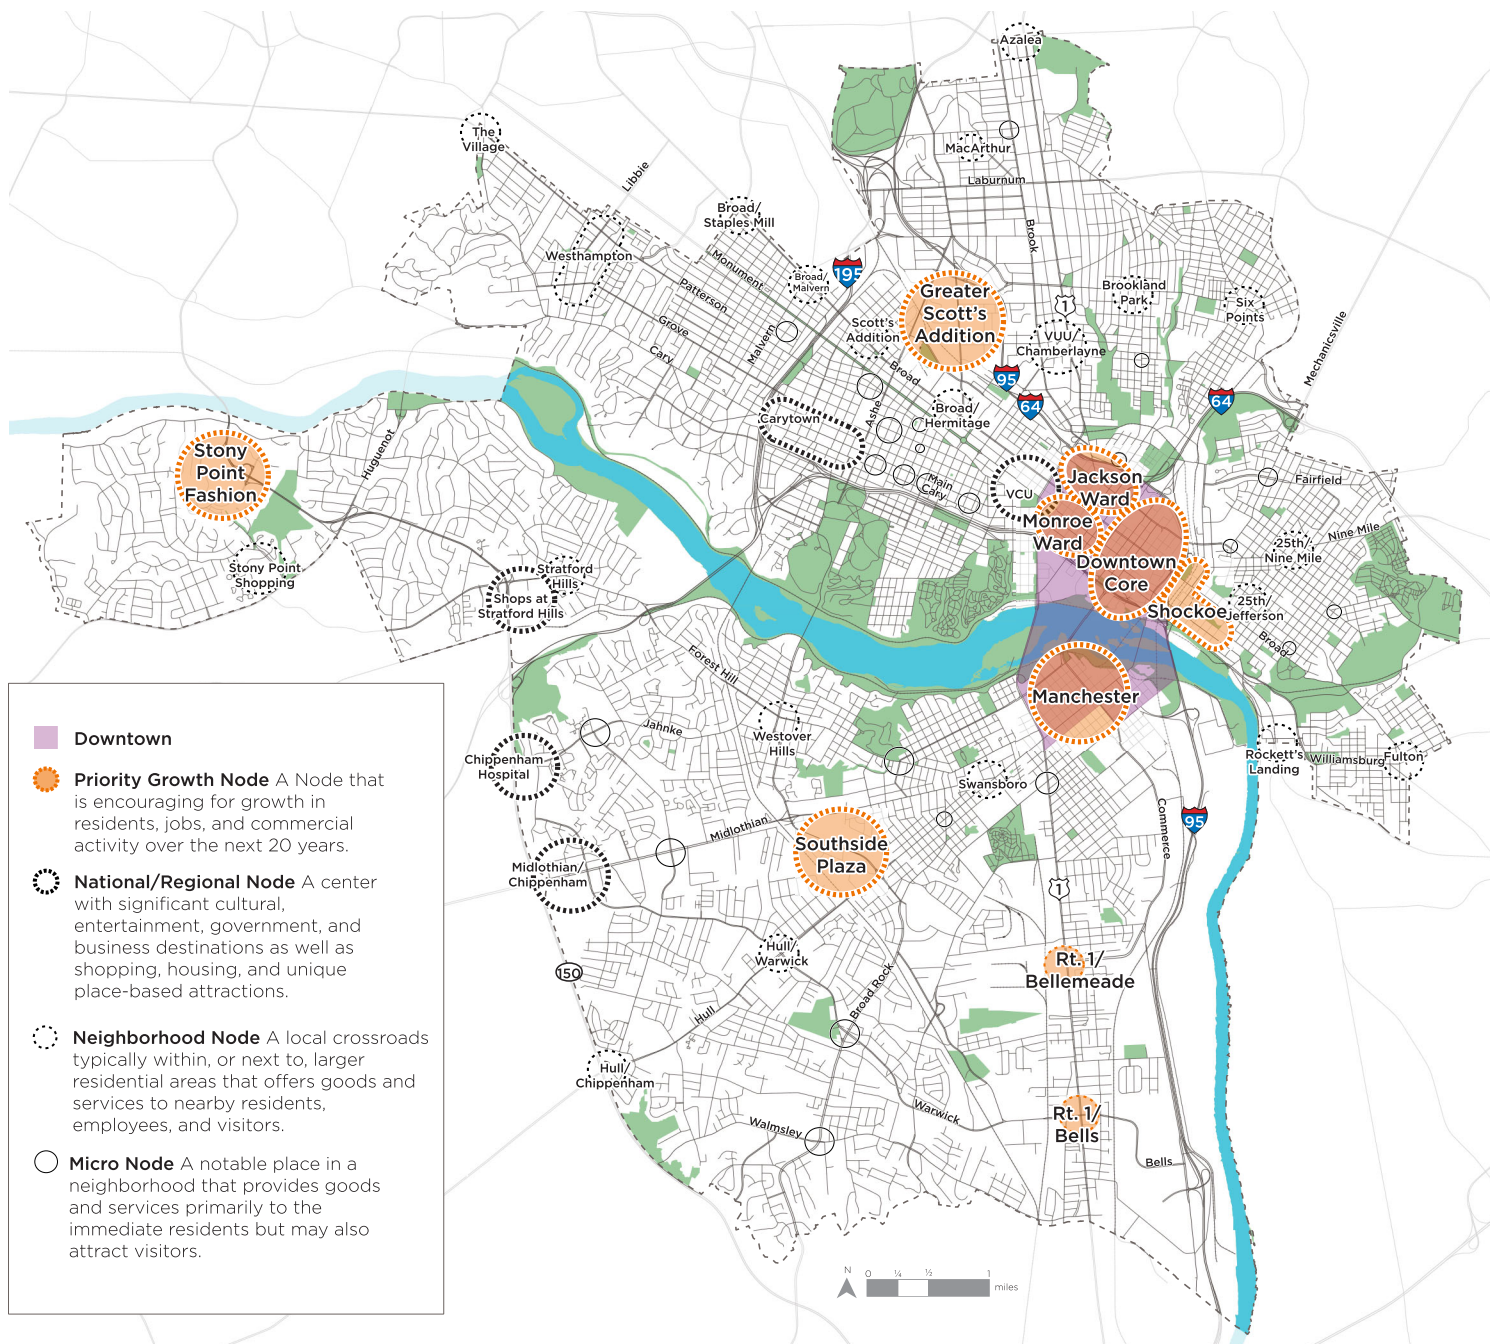 Azalea
The
Village
MacArthur
Laburnum
Libbie
Broad/
Staples Mill
Brook
Westhampton
Monument
195
Broad/
Malvern
Patterson
Greater
Scott's
Addition
Brookland
Park
Six
Points
1
Grove
Scott's
Addition
VUU/
Chamberlayne
Malvern
Cary
Mechanicsville
Broad
95
64
64
Ashe
Broad/
Hermitage
Carytown
Huguenot
Stony
Point
Fashion
Main
Cary
VCU
Jackson
Ward
Fairfield
Monroe
Ward
Nine Mile
25th/
Nine Mile
Downtown
Core
Stony Point
Shopping
Stratford
Hills
Shops at
Stratford Hills
Shockoe
25th/
Jefferson
Broad
Forest Hill
Manchester
Jahnke
Westover
Hills
Chippenham
Hospital
Rockett's
Landing
Williamsburg
Fulton
Swansboro
Commerce
95
Midlothian
Southside
Plaza
Midlothian/
Chippenham
1
Hull/
Warwick
Rt. 1/
Bellemeade
150
Broad Rock
Hull
Hull/
Chippenham
Warwick
Rt. 1/
Bells
Walmsley
Bells
Downtown
Priority Growth Node A Node that
is encouraging for growth in
residents, jobs, and commercial
activity over the next 20 years.
National/Regional Node A center
with significant cultural,
entertainment, government, and
business destinations as well as
shopping, housing, and unique
place-based attractions.
Neighborhood Node A local crossroads
typically within, or next to, larger
residential areas that offers goods and
services to nearby residents,
employees, and visitors.
Micro Node A notable place in a
neighborhood that provides goods
and services primarily to the
immediate residents but may also
attract visitors.
N
0 ¼ ½ 1
miles